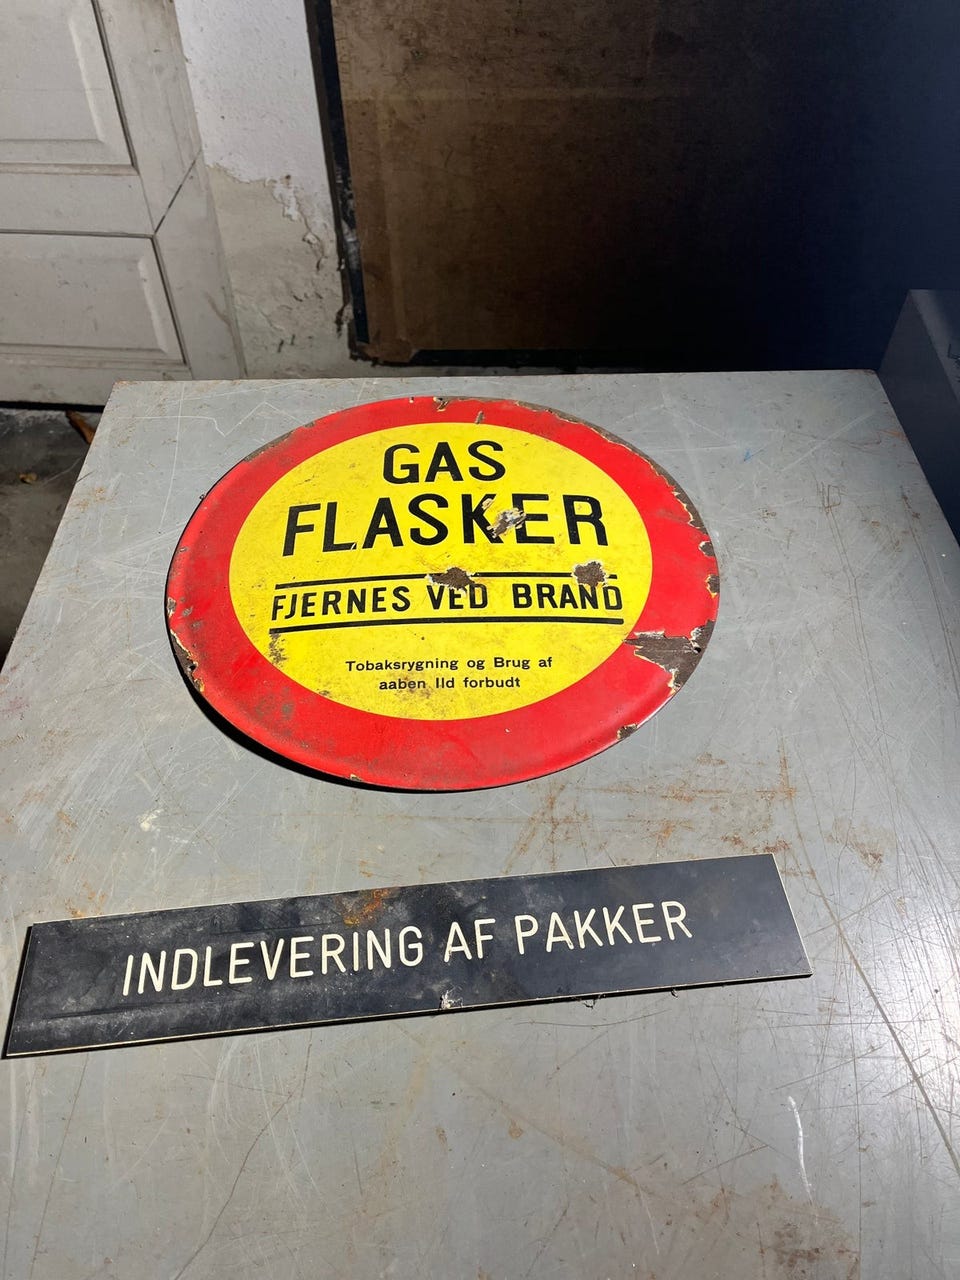 GAS
FLASKER
FJERNES VED BRAND
Tobaksrygning og Brug af
aaben Ild forbudt
INDLEVERING AF PAKKER